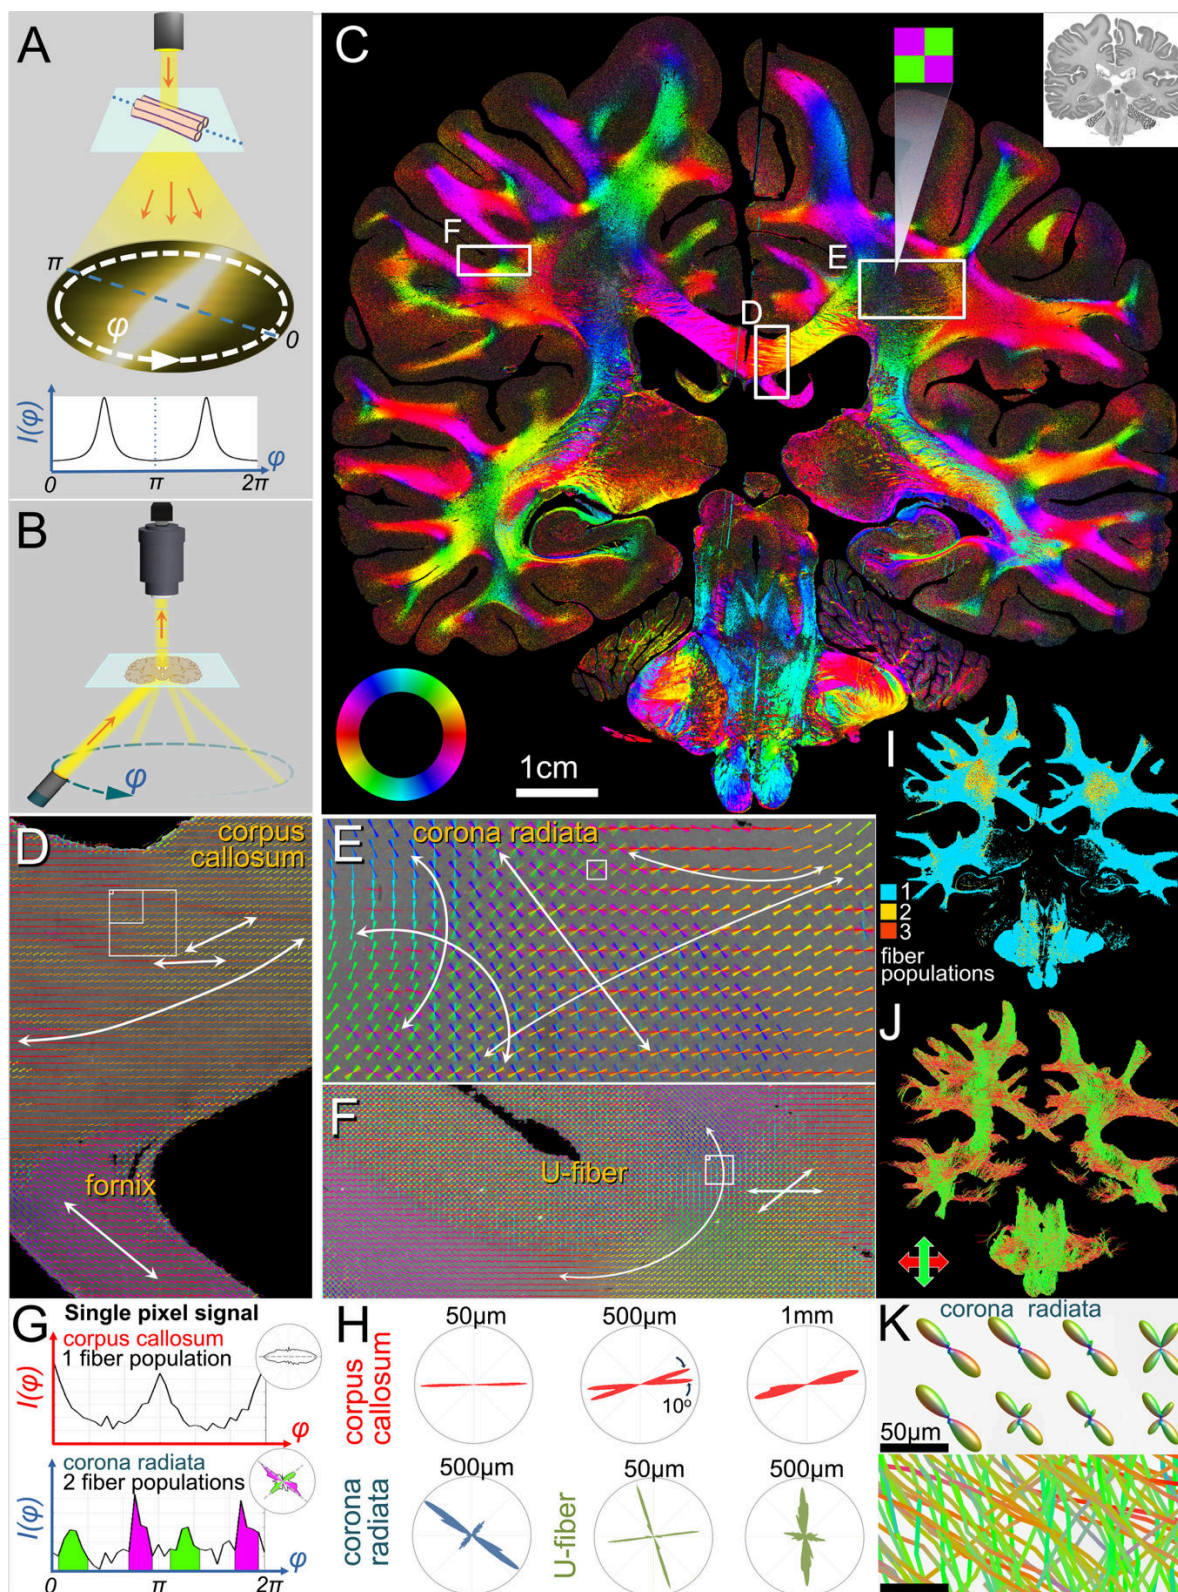 A
π
0
φ
I(φ)
φ
0
π
2π
B
φ
C
F
E
D
1cm
D
corpus
callosum
fornix
E
corona radiata
F
U-fiber
I
1
2
3
fiber
populations
J
G
Single pixel signal
corpus callosum
1 fiber population
I(φ)
φ
corona radiata
2 fiber populations
I(φ)
0
π
2π
φ
H
50µm
500µm
1mm
corpus
callosum
10°
500µm
50µm
500µm
corona
radiata
U-fiber
K
corona radiata
50µm